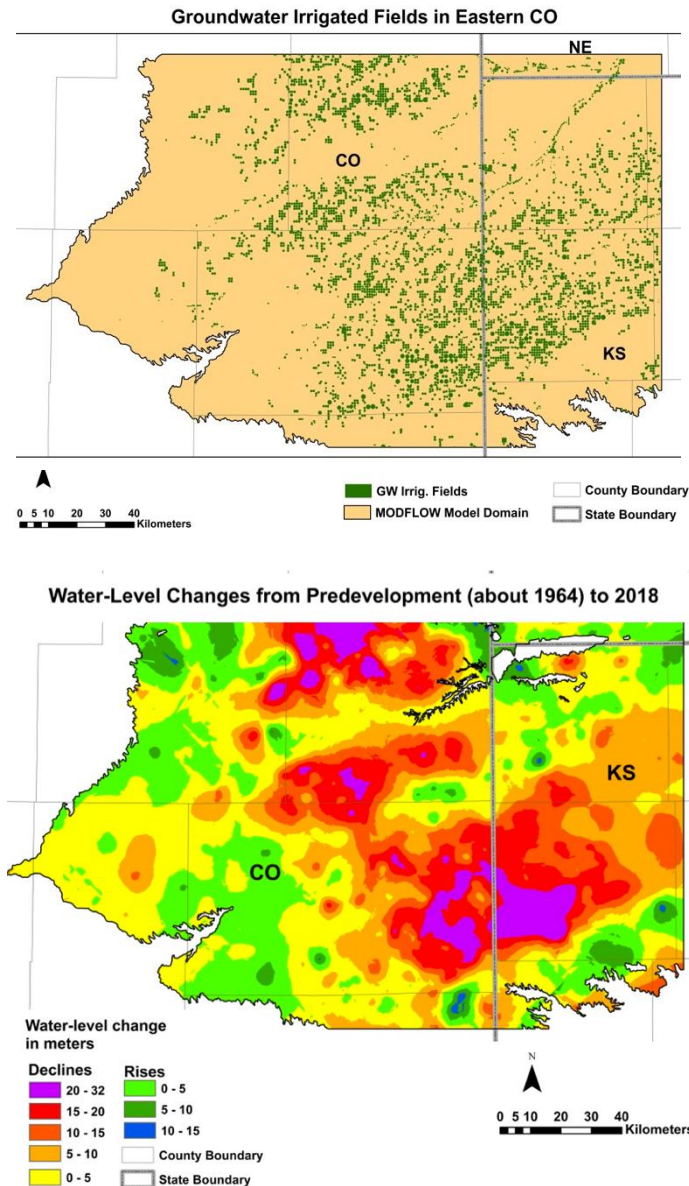 Groundwater Irrigated Fields in Eastern CO
NE
CO
KS
GW Irrig. Fields
County Boundary
MODFLOW Model Domain
State Boundary
0 5 10 20 30 40
Kilometers
Water-Level Changes from Predevelopment (about 1964) to 2018
KS
CO
Water-level change
in meters
Declines
Rises
20 - 32
0 - 5
15 - 20
5 - 10
10 - 15
10 - 15
5 - 10
County Boundary
0 - 5
State Boundary
N
0 5 10 20 30 40
Kilometers